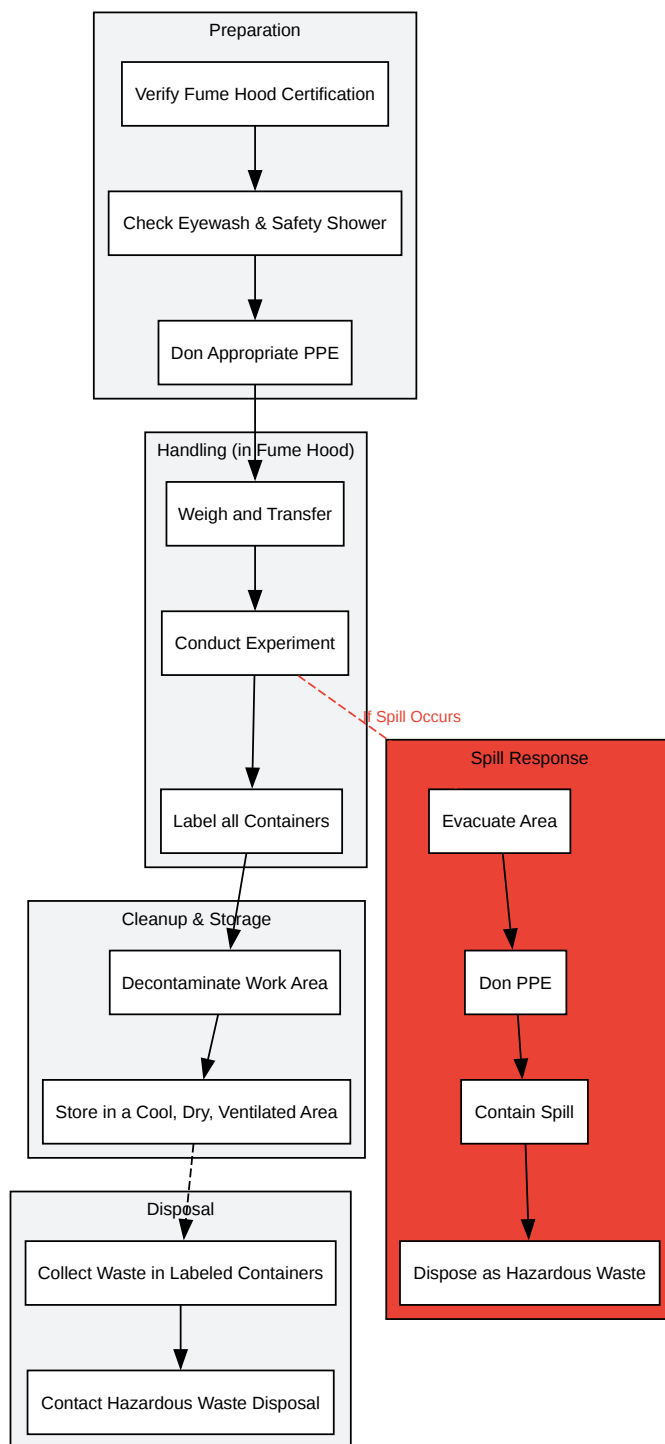 Preparation
Verify Fume Hood Certification
Check Eyewash & Safety Shower
Don Appropriate PPE
Handling (in Fume Hood)
Weigh and Transfer
Conduct Experiment
If Spill Occurs
Label all Containers
Spill Response
Evacuate Area
Don PPE
Contain Spill
Dispose as Hazardous Waste
Cleanup & Storage
Decontaminate Work Area
Store in a Cool, Dry, Ventilated Area
Disposal
Collect Waste in Labeled Containers
Contact Hazardous Waste Disposal